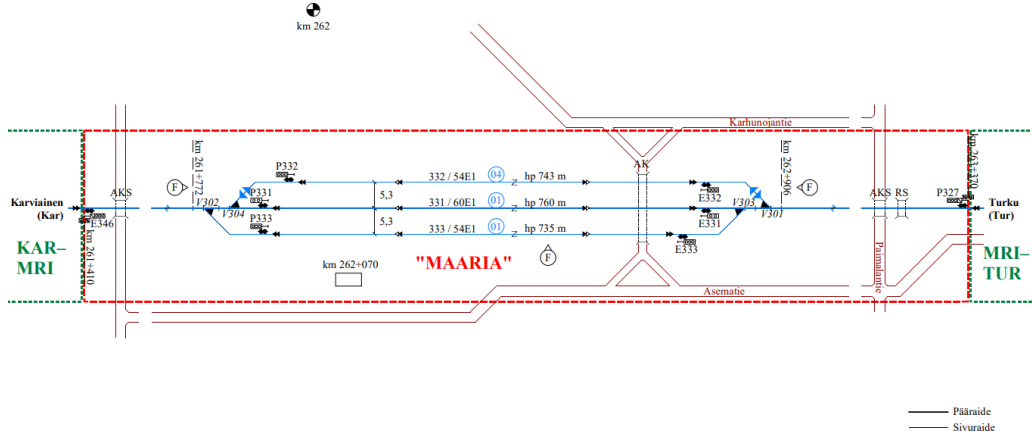 km 262
Karhunojantie
km 261+772
km 262+906
km 263+370
P332
332 / 54E1
04
Z
hp 743 m
AK
F
F
AKS
P331
E332
AKS
RS
P327
5,3
Karviainen
(Kar)
V302
V304
331 / 60E1
01
Z
hp 760 m
V303
V301
Turku
(Tur)
E346
P333
E331
5,3
333 / 54E1
01
Z
hp 735 m
E333
km 261+410
KAR–
MRI
km 262+070
"MAARIA"
F
Paimalantie
MRI–
TUR
Asematie
Pääraide
Sivuraide